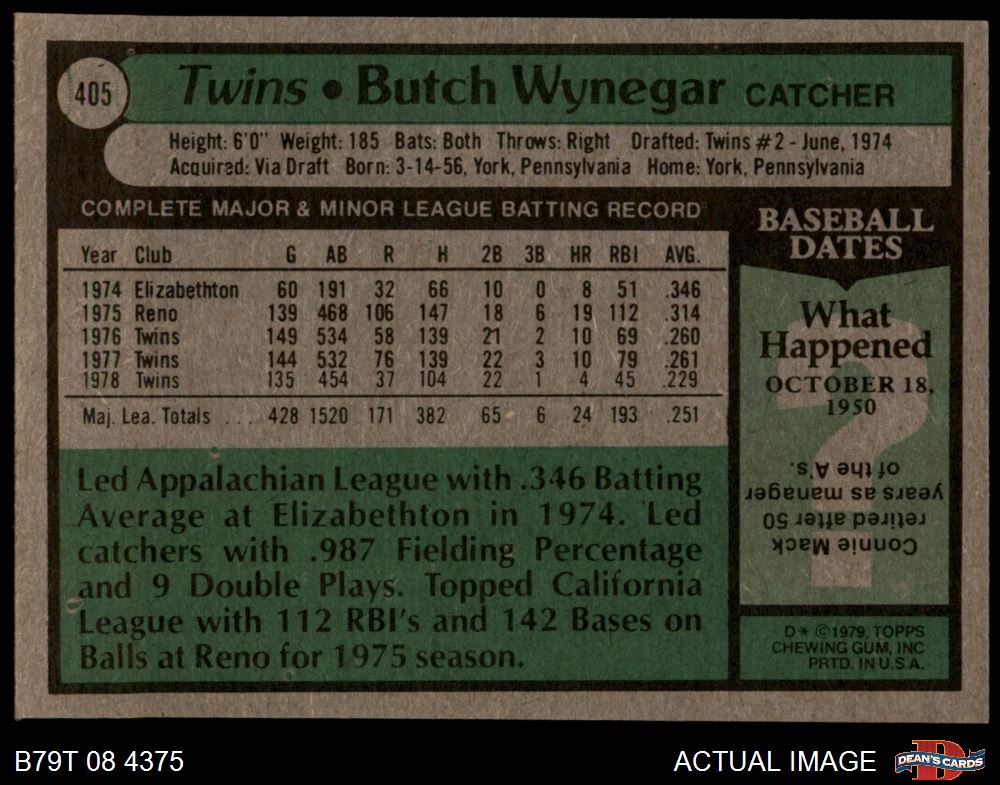 405
Twins • Butch Wynegar CATCHER
Height: 6'0" Weight: 185 Bats: Both Throws: Right Drafted: Twins #2 - June, 1974
Acquired: Via Draft Born: 3-14-56, York, Pennsylvania Home: York, Pennsylvania
COMPLETE MAJOR & MINOR LEAGUE BATTING RECORD
Year Club G AB R H 2B 3B HR RBI AVG.
1974 Elizabethton 60 191 32 66 10 0 8 51 .346
1975 Reno 139 468 106 147 18 6 19 112 .314
1976 Twins 149 534 58 139 21 2 10 69 .260
1977 Twins 144 532 76 139 22 3 10 79 .261
1978 Twins 135 454 37 104 22 1 4 45 .229
Maj. Lea. Totals . . . 428 1520 171 382 65 6 24 193 .251
Led Appalachian League with .346 Batting
Average at Elizabethton in 1974. Led
catchers with .987 Fielding Percentage
and 9 Double Plays. Topped California
League with 112 RBI's and 142 Bases on
Balls at Reno for 1975 season.
BASEBALL
DATES
What
Happened
OCTOBER 18,
1950
?
Connie Mack
retired after 50
years as manager
of the A's.
D* ©1979, TOPPS
CHEWING GUM, INC
PRTD. IN U.S.A.
B79T 08 4375
ACTUAL IMAGE
D
DEAN'S CARDS